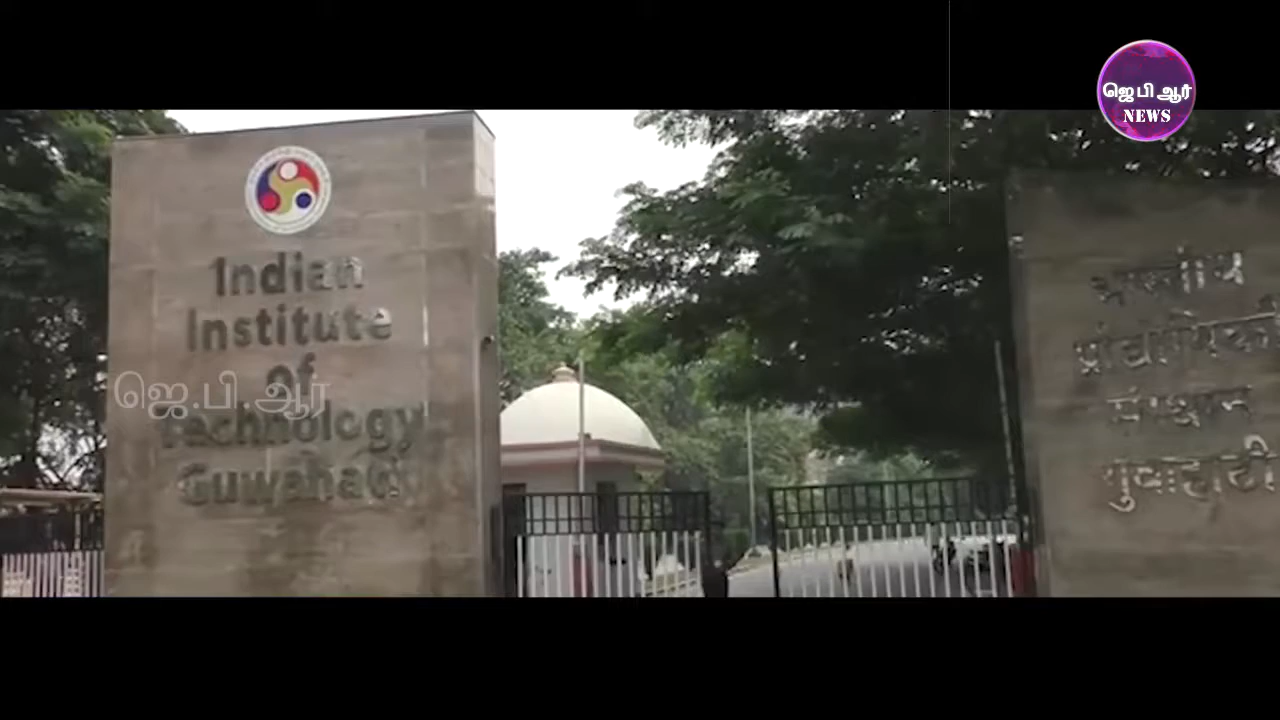 ஜெ பி ஆர்
NEWS
Indian
Institute
of
Technology
Guwahati
ஜெ.பி ஆர்
प्रौद्योगिकी
संस्थान
गुवाहाटी